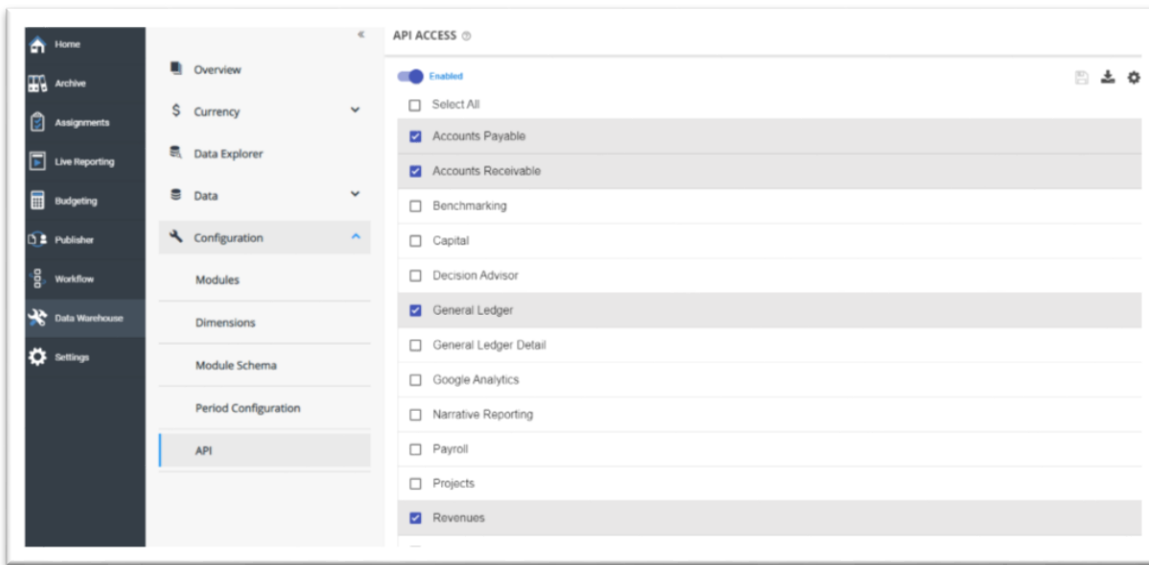 Home
Archive
Assignments
Live Reporting
Budgeting
Publisher
Workflow
Data Warehouse
Settings
Overview
$ Currency
Data Explorer
Data
Configuration
Modules
Dimensions
Module Schema
Period Configuration
API
API ACCESS
Enabled
Select All
Accounts Payable
Accounts Receivable
Benchmarking
Capital
Decision Advisor
General Ledger
General Ledger Detail
Google Analytics
Narrative Reporting
Payroll
Projects
Revenues